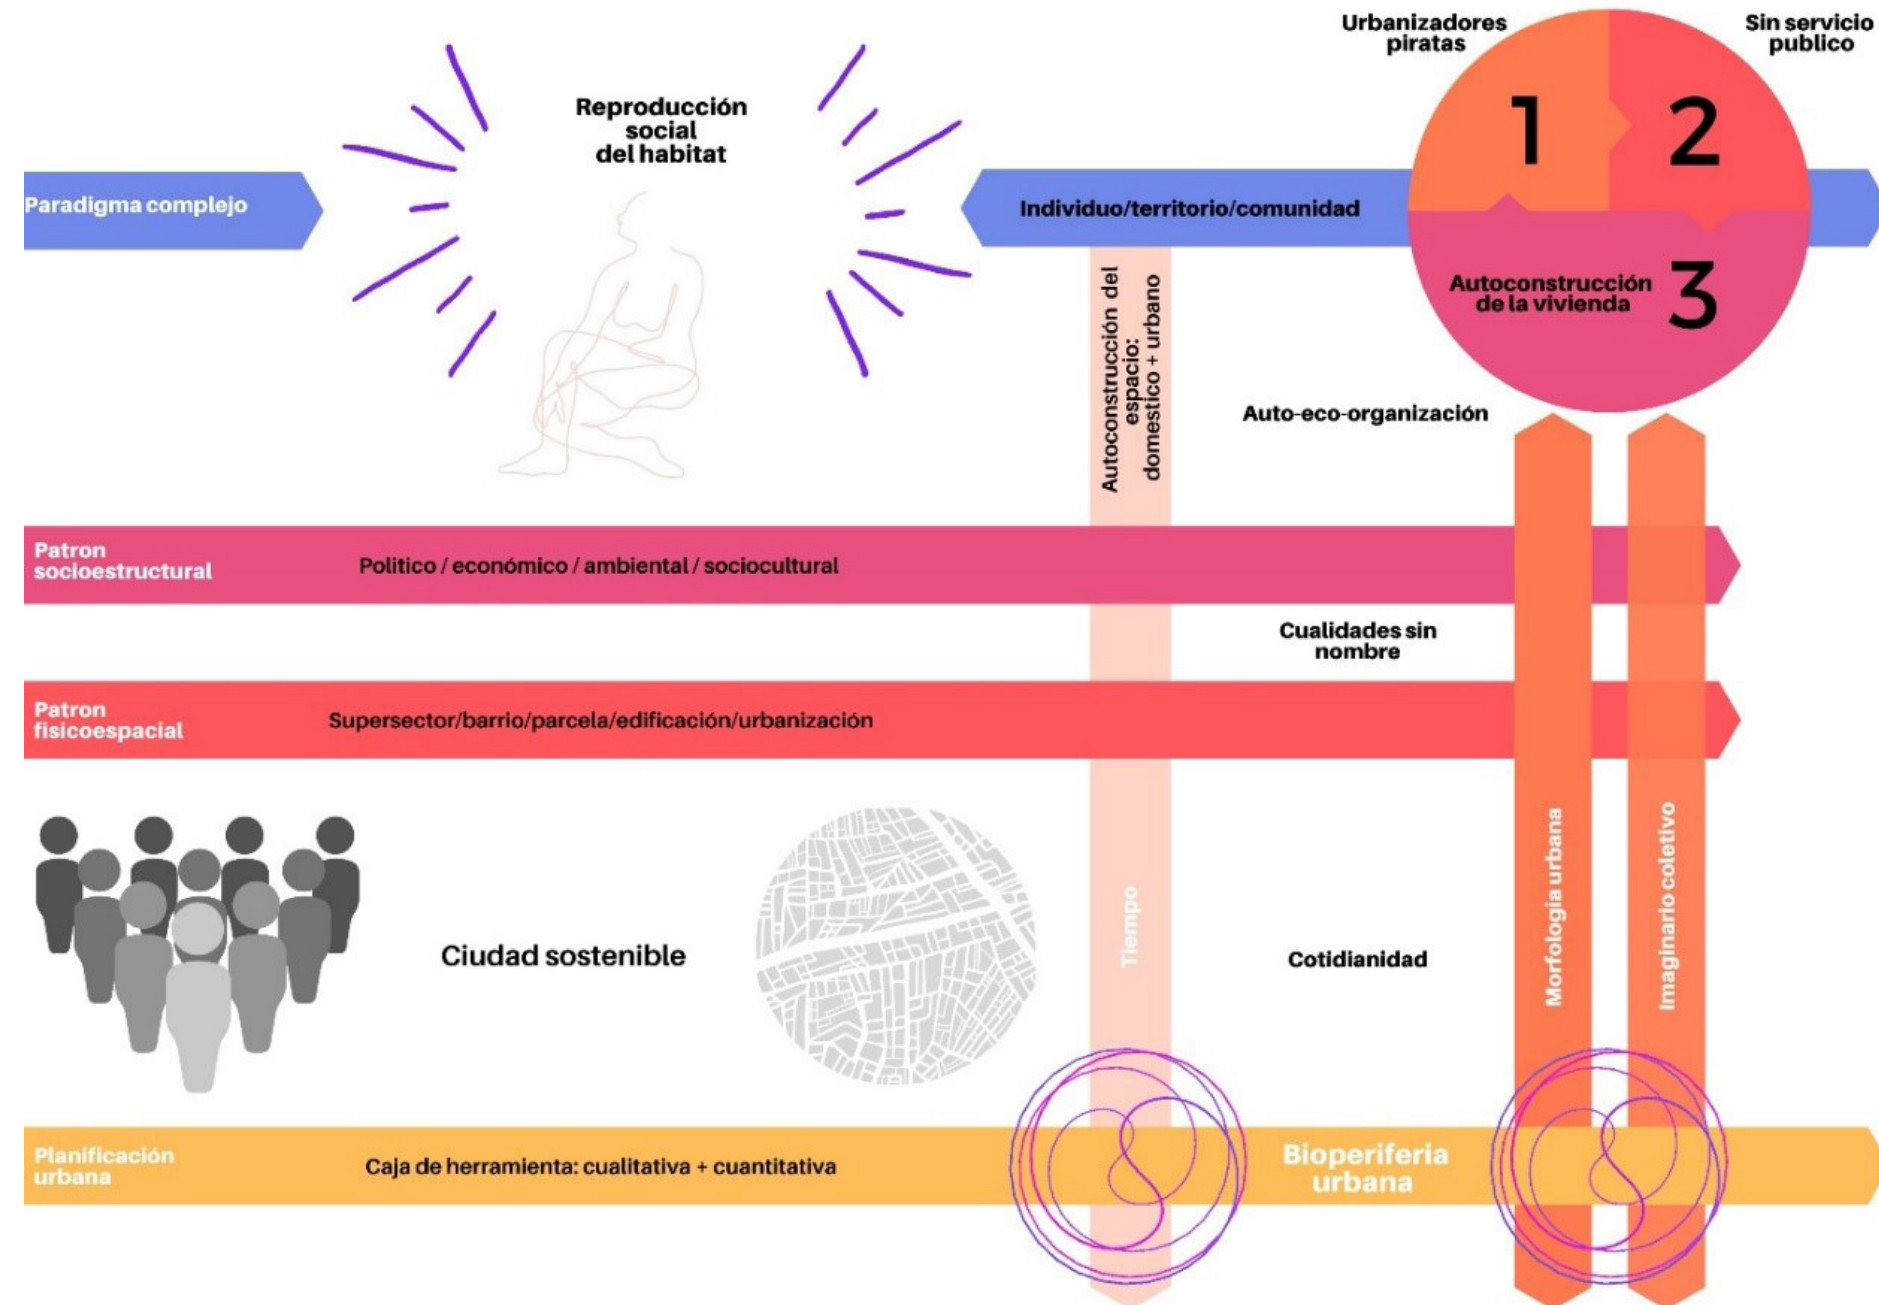 Urbanizadores
piratas
Sin servicio
publico
1
2
Reproducción
social
del habitat
Paradigma complejo
Individuo/territorio/comunidad
Autoconstrucción
de la vivienda
3
Autoconstrucción del
espacio:
domestico + urbano
Auto-eco-organización
Patron
socioestructural
Politico / económico / ambiental / sociocultural
Cualidades sin
nombre
Patron
fisicoespacial
Supersector/barrio/parcela/edificación/urbanización
Ciudad sostenible
Tiempo
Cotidianidad
Morfologia urbana
Imaginario coletivo
Planificación
urbana
Caja de herramienta: cualitativa + cuantitativa
Bioperiferia
urbana